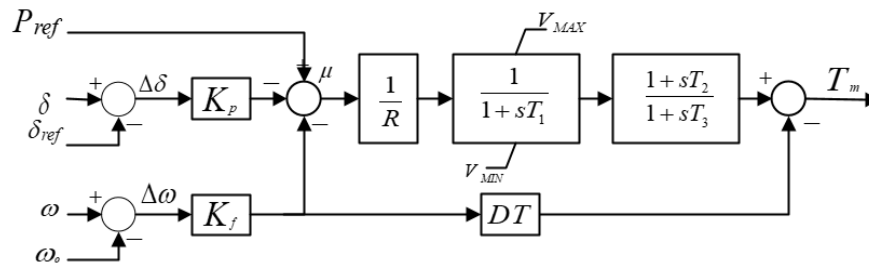 P_ref
+
V_MAX
δ + Δδ K_p − μ 1/R 1/(1+sT_1) (1+sT_2)/(1+sT_3) + T_m
δ_ref − − −
V_MIN
ω + Δω K_f DT
ω_o −